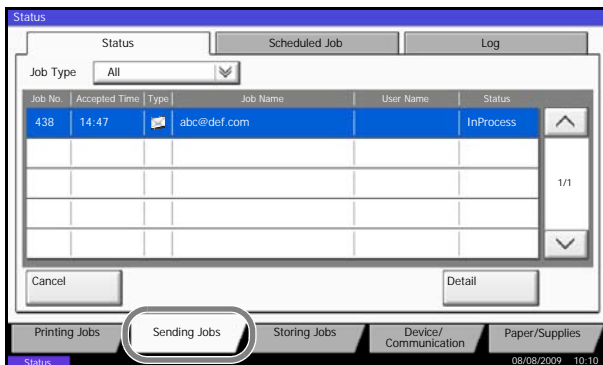 Status
Status Scheduled Job Log
Job Type All
Job No. Accepted Time Type Job Name User Name Status
438 14:47 abc@def.com InProcess
1/1
Cancel Detail
Printing Jobs Sending Jobs Storing Jobs Device/ Paper/Supplies
Communication
Status 08/08/2009 10:10